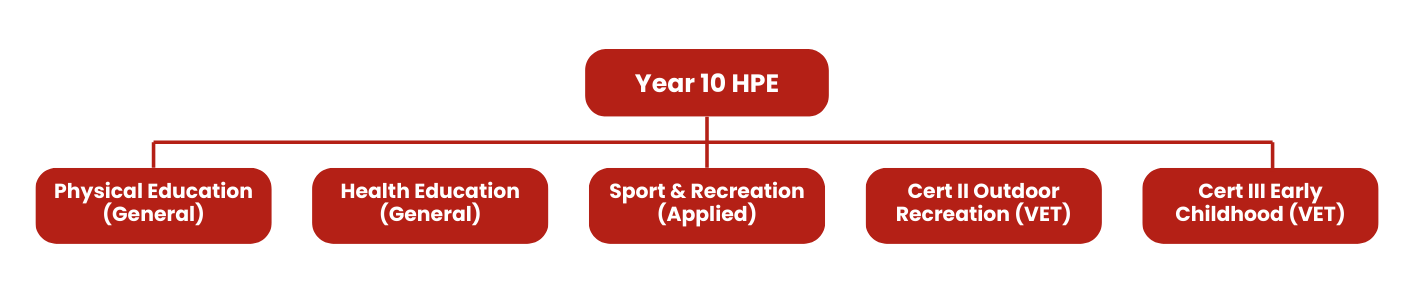 Year 10 HPE
Physical Education
(General)
Health Education
(General)
Sport & Recreation
(Applied)
Cert II Outdoor
Recreation (VET)
Cert III Early
Childhood (VET)